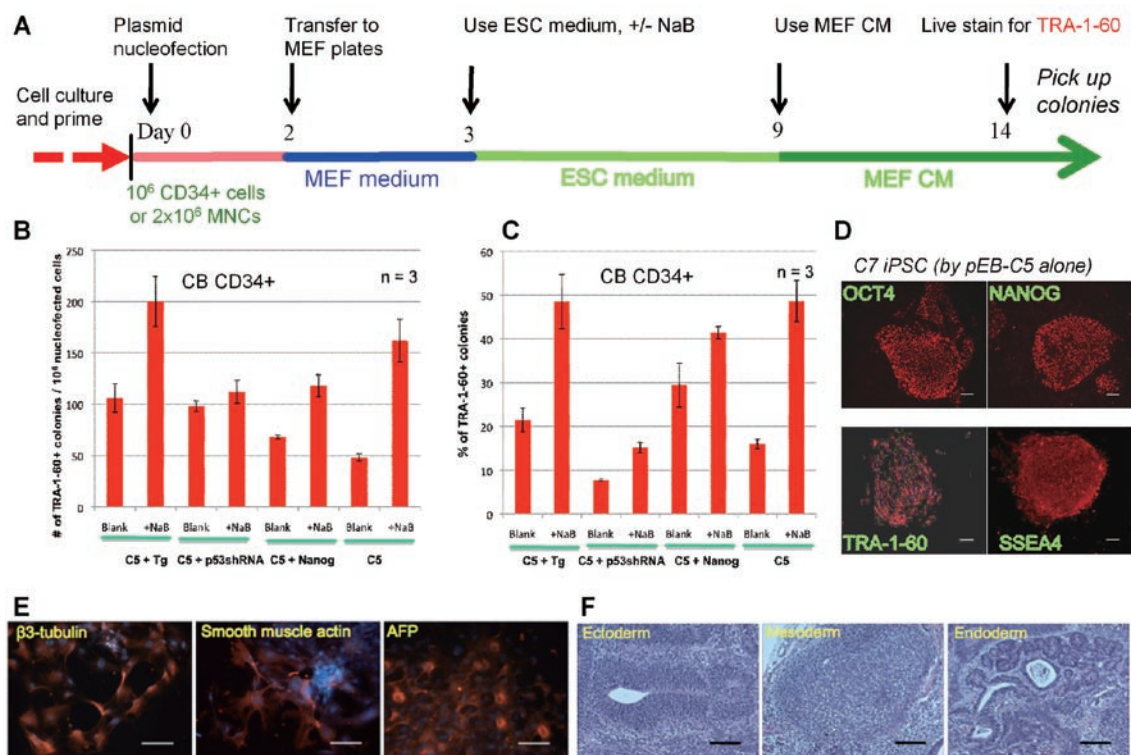 A
Plasmid
nucleofection
Transfer to
MEF plates
Use ESC medium, +/- NaB
Use MEF CM
Live stain for TRA-1-60
Cell culture
and prime
Pick up
colonies
Day 0
2
3
9
14
10⁶ CD34+ cells
or 2x10⁶ MNCs
MEF medium
ESC medium
MEF CM
B
CB CD34+
n = 3
# of TRA-1-60+ colonies / 10⁶ nucleofected cells
250
200
150
100
50
0
Blank +NaB Blank +NaB Blank +NaB Blank +NaB
C5 + Tg C5 + p53shRNA C5 + Nanog C5
C
CB CD34+
n = 3
% of TRA-1-60+ colonies
60
50
40
30
20
10
0
Blank +NaB Blank +NaB Blank +NaB Blank +NaB
C5 + Tg C5 + p53shRNA C5 + Nanog C5
D
C7 iPSC (by pEB-C5 alone)
OCT4
NANOG
TRA-1-60
SSEA4
E
β3-tubulin
Smooth muscle actin
AFP
F
Ectoderm
Mesoderm
Endoderm